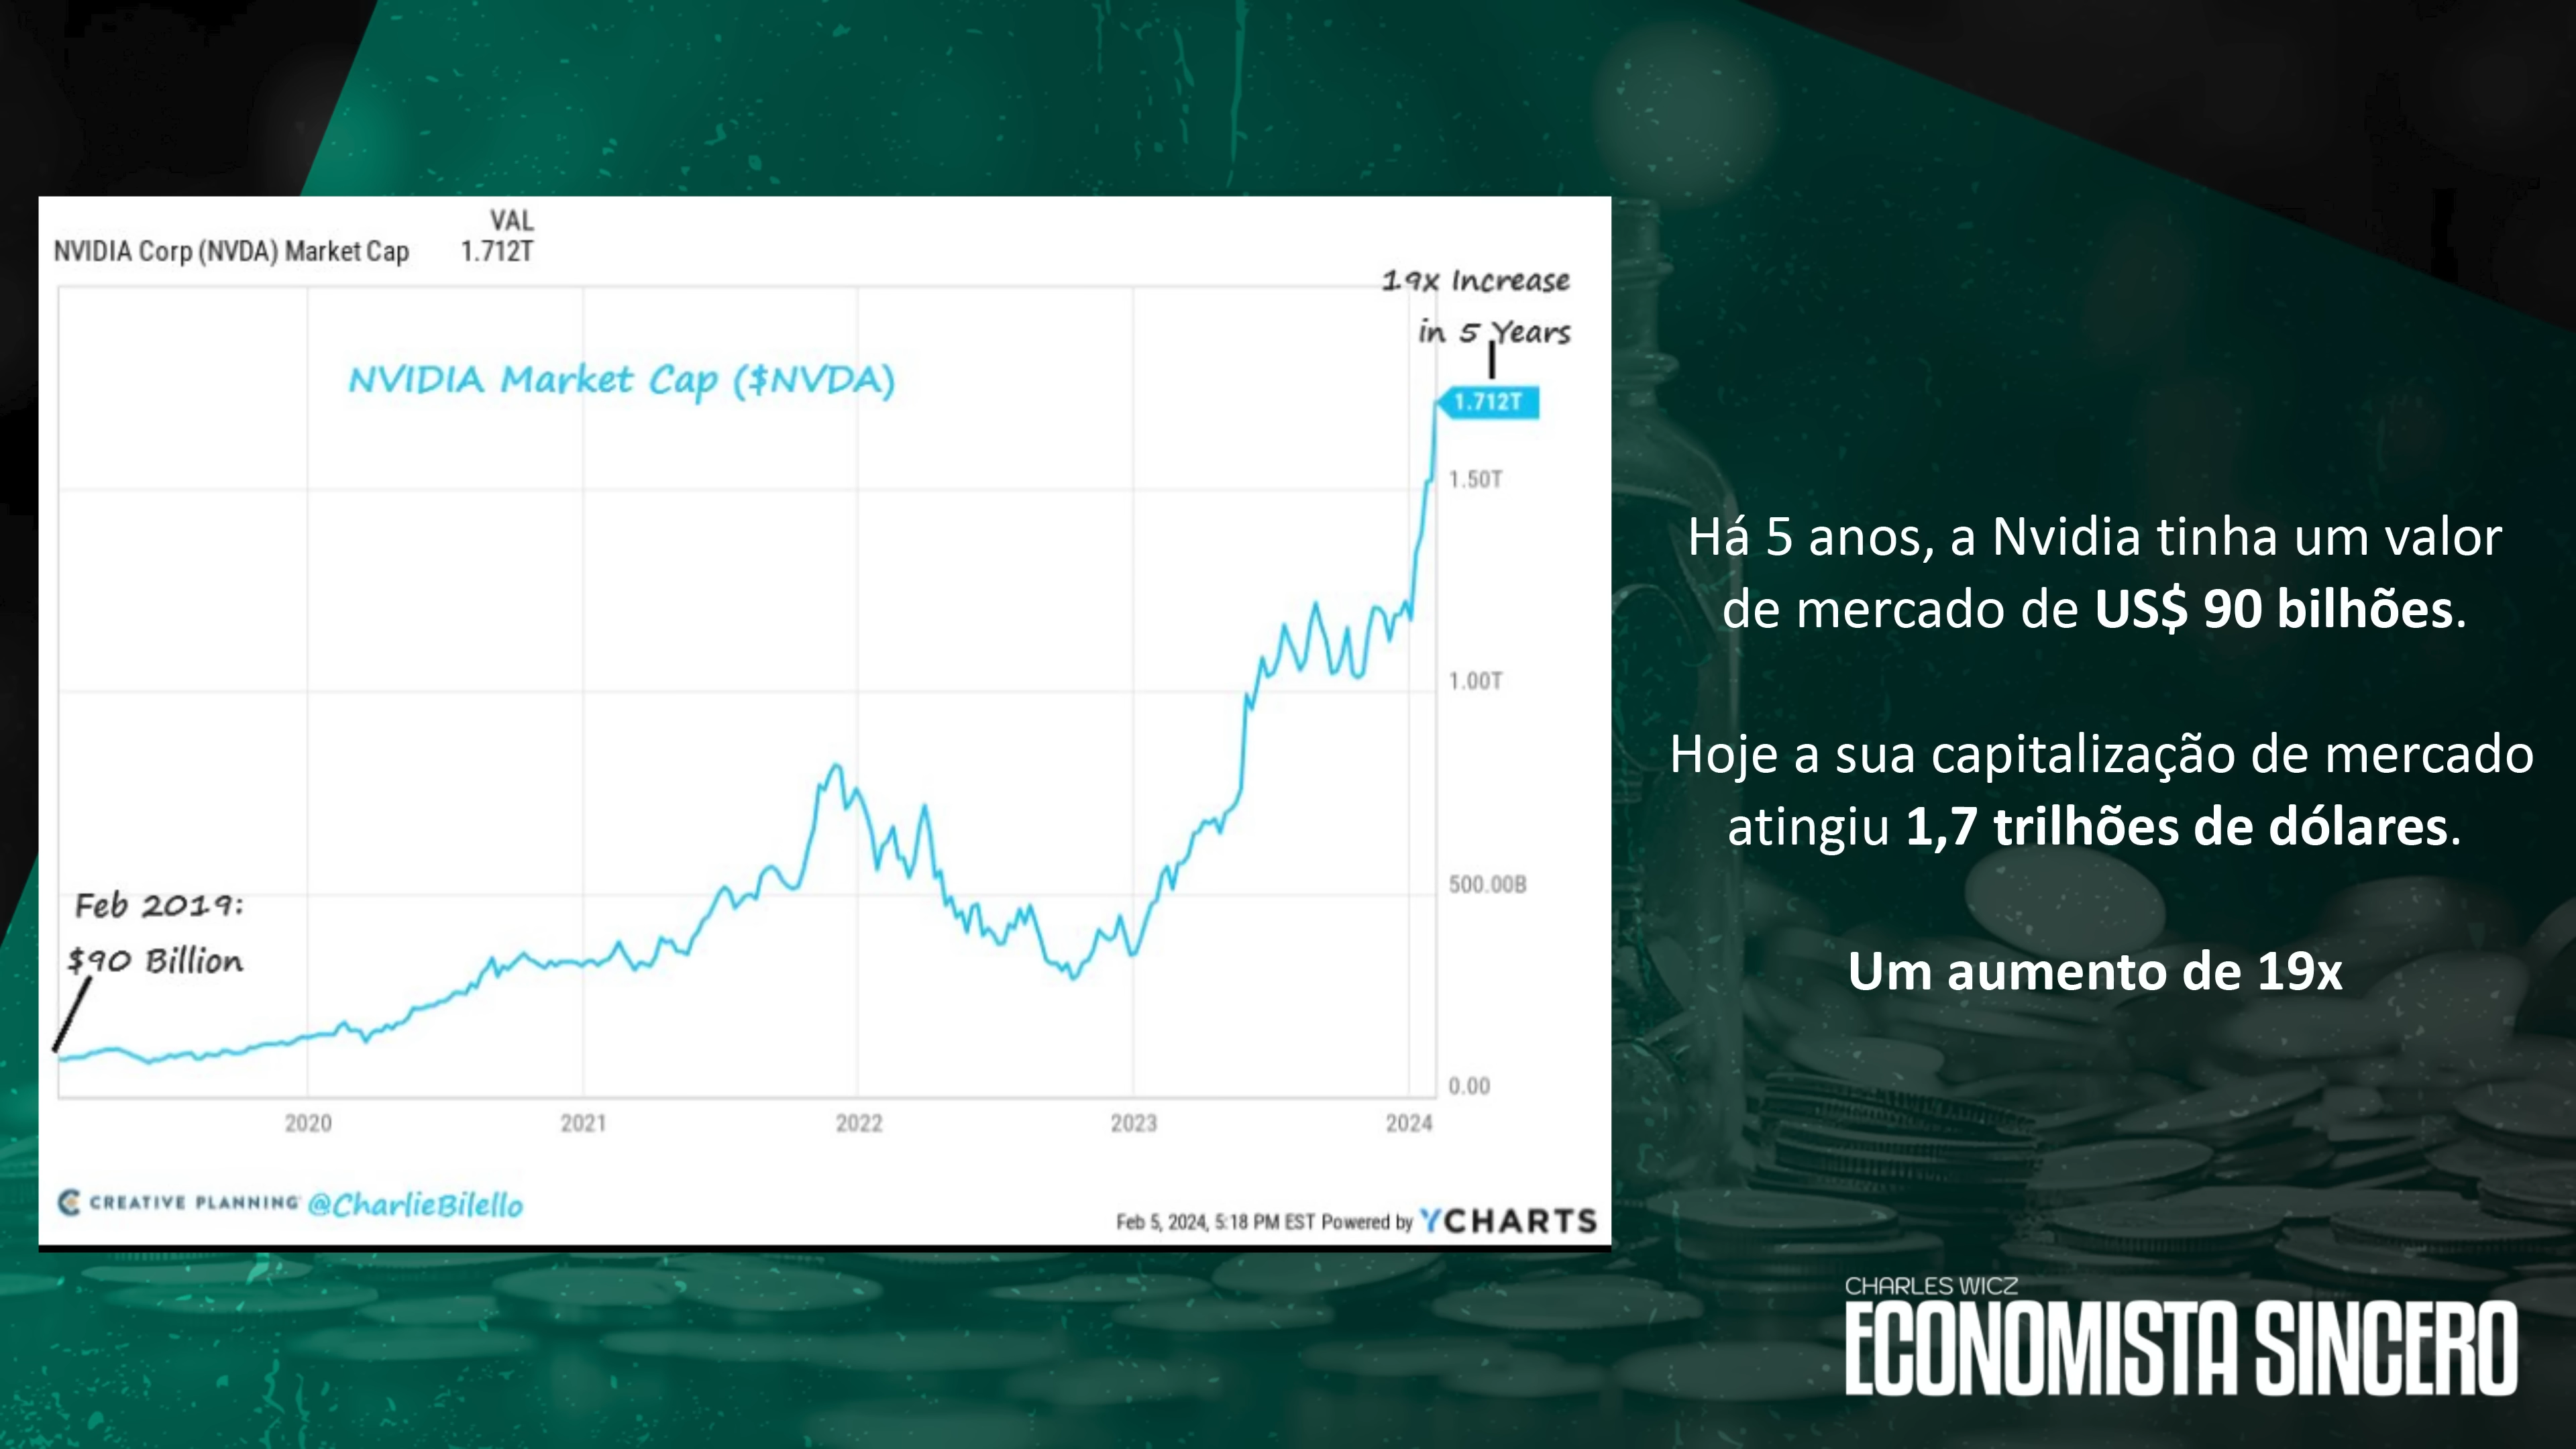 VAL
NVIDIA Corp (NVDA) Market Cap 1.712T
19x Increase
in 5 Years
NVIDIA Market Cap ($NVDA)
1.712T
1.50T
1.00T
500.00B
0.00
Feb 2019:
$90 Billion
2020 2021 2022 2023 2024
CREATIVE PLANNING @CharlieBilello
Feb 5, 2024, 5:18 PM EST Powered by YCHARTS
Há 5 anos, a Nvidia tinha um valor
de mercado de US$ 90 bilhões.
Hoje a sua capitalização de mercado
atingiu 1,7 trilhões de dólares.
Um aumento de 19x
CHARLES WICZ
ECONOMISTA SINCERO